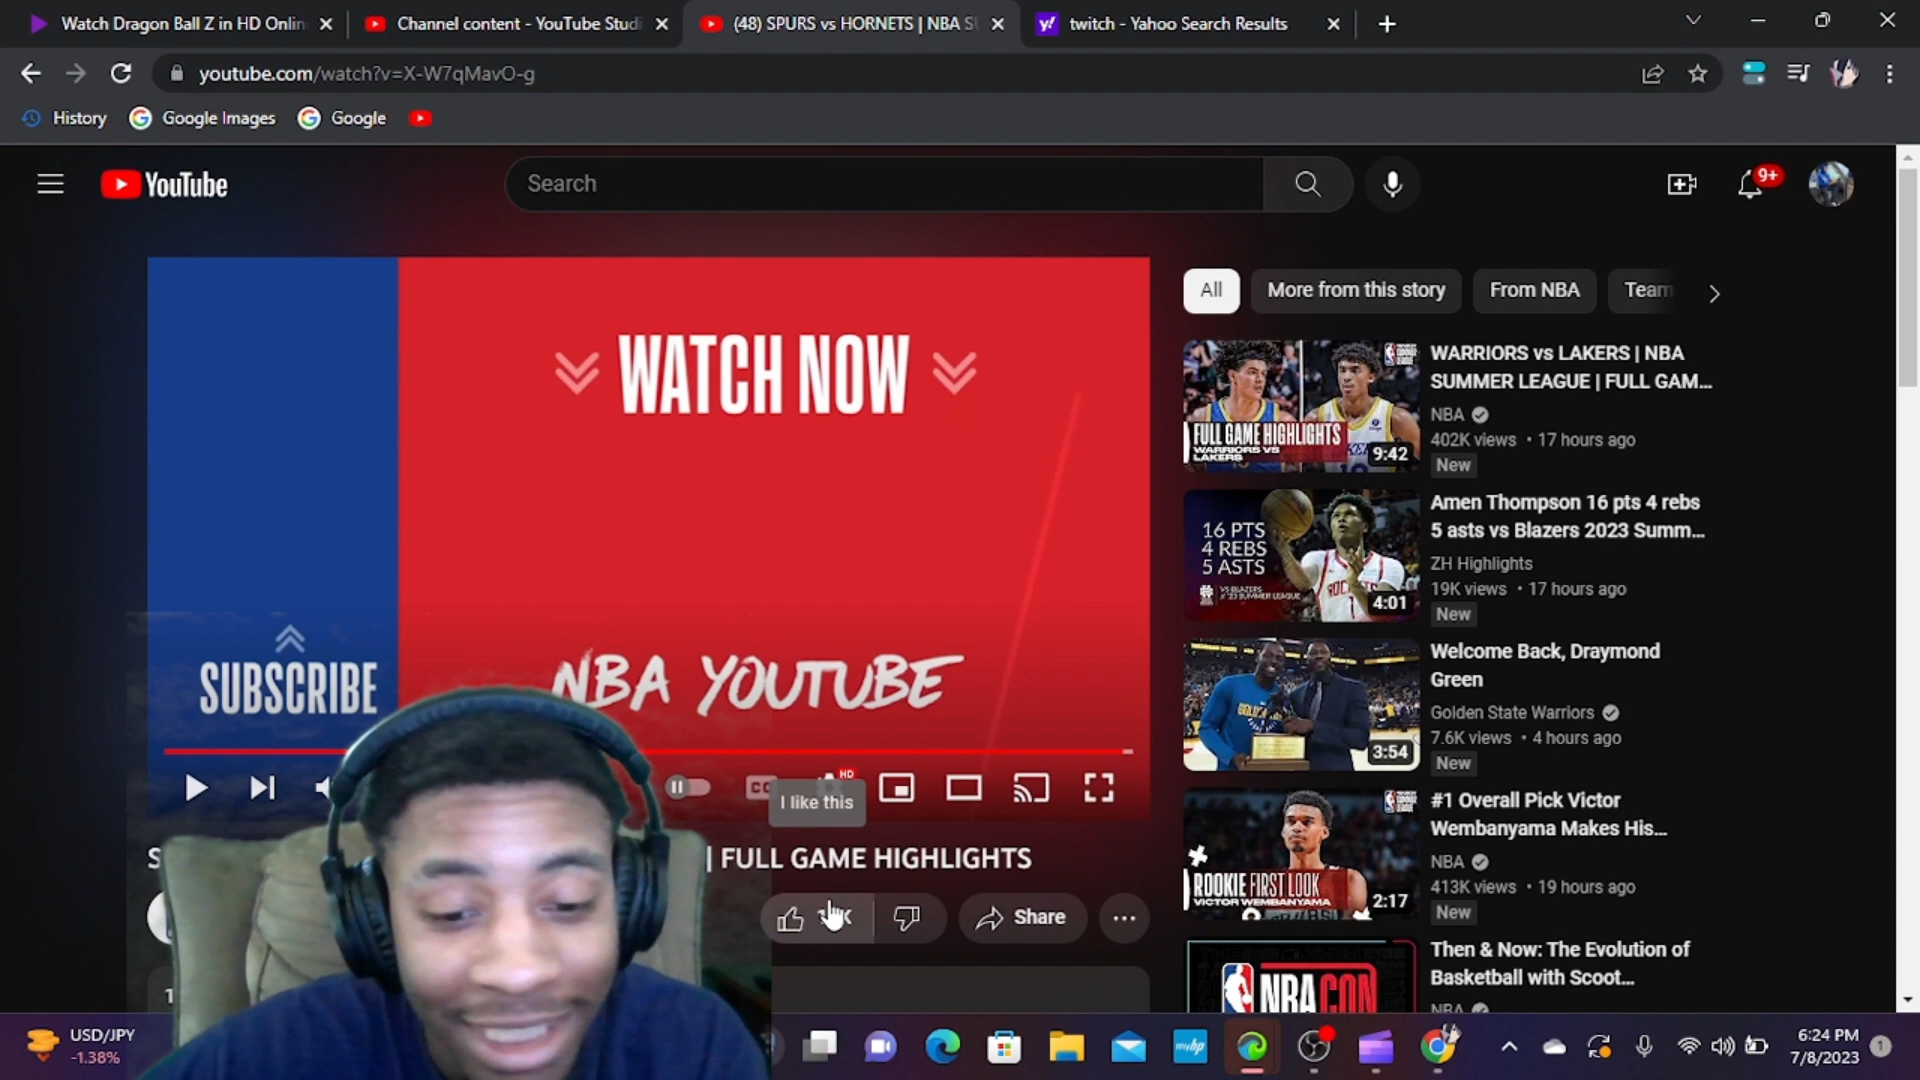 Watch Dragon Ball Z in HD Onlin
Channel content - YouTube Studi
(48) SPURS vs HORNETS | NBA S
twitch - Yahoo Search Results
youtube.com/watch?v=X-W7qMavO-g
History
Google Images
Google
YouTube
Search
9+
WATCH NOW
SUBSCRIBE
NBA YOUTUBE
HD
I like this
| FULL GAME HIGHLIGHTS
Share
All
More from this story
From NBA
Team
FULL GAME HIGHLIGHTS
WARRIORS VS
LAKERS
9:42
WARRIORS vs LAKERS | NBA
SUMMER LEAGUE | FULL GAM...
NBA
402K views • 17 hours ago
New
16 PTS
4 REBS
5 ASTS
4:01
Amen Thompson 16 pts 4 rebs
5 asts vs Blazers 2023 Summ...
ZH Highlights
19K views • 17 hours ago
New
3:54
Welcome Back, Draymond
Green
Golden State Warriors
7.6K views • 4 hours ago
New
ROOKIE FIRST LOOK
VICTOR WEMBANYAMA
2:17
#1 Overall Pick Victor
Wembanyama Makes His...
NBA
413K views • 19 hours ago
New
NBA CON
Then & Now: The Evolution of
Basketball with Scoot...
NBA
USD/JPY
-1.38%
myhp
6:24 PM
7/8/2023
1